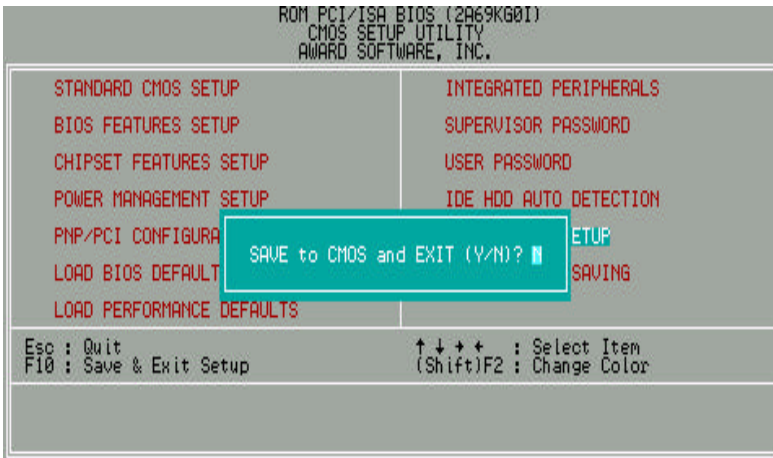 ROM PCI/ISA BIOS (2A69KG0I)
CMOS SETUP UTILITY
AWARD SOFTWARE, INC.
STANDARD CMOS SETUP
BIOS FEATURES SETUP
CHIPSET FEATURES SETUP
POWER MANAGEMENT SETUP
PNP/PCI CONFIGURA
LOAD BIOS DEFAULT
LOAD PERFORMANCE DEFAULTS
INTEGRATED PERIPHERALS
SUPERVISOR PASSWORD
USER PASSWORD
IDE HDD AUTO DETECTION
ETUP
SAVING
SAVE to CMOS and EXIT (Y/N)? N
Esc : Quit
F10 : Save & Exit Setup
↑ ↓ → ← : Select Item
(Shift)F2 : Change Color